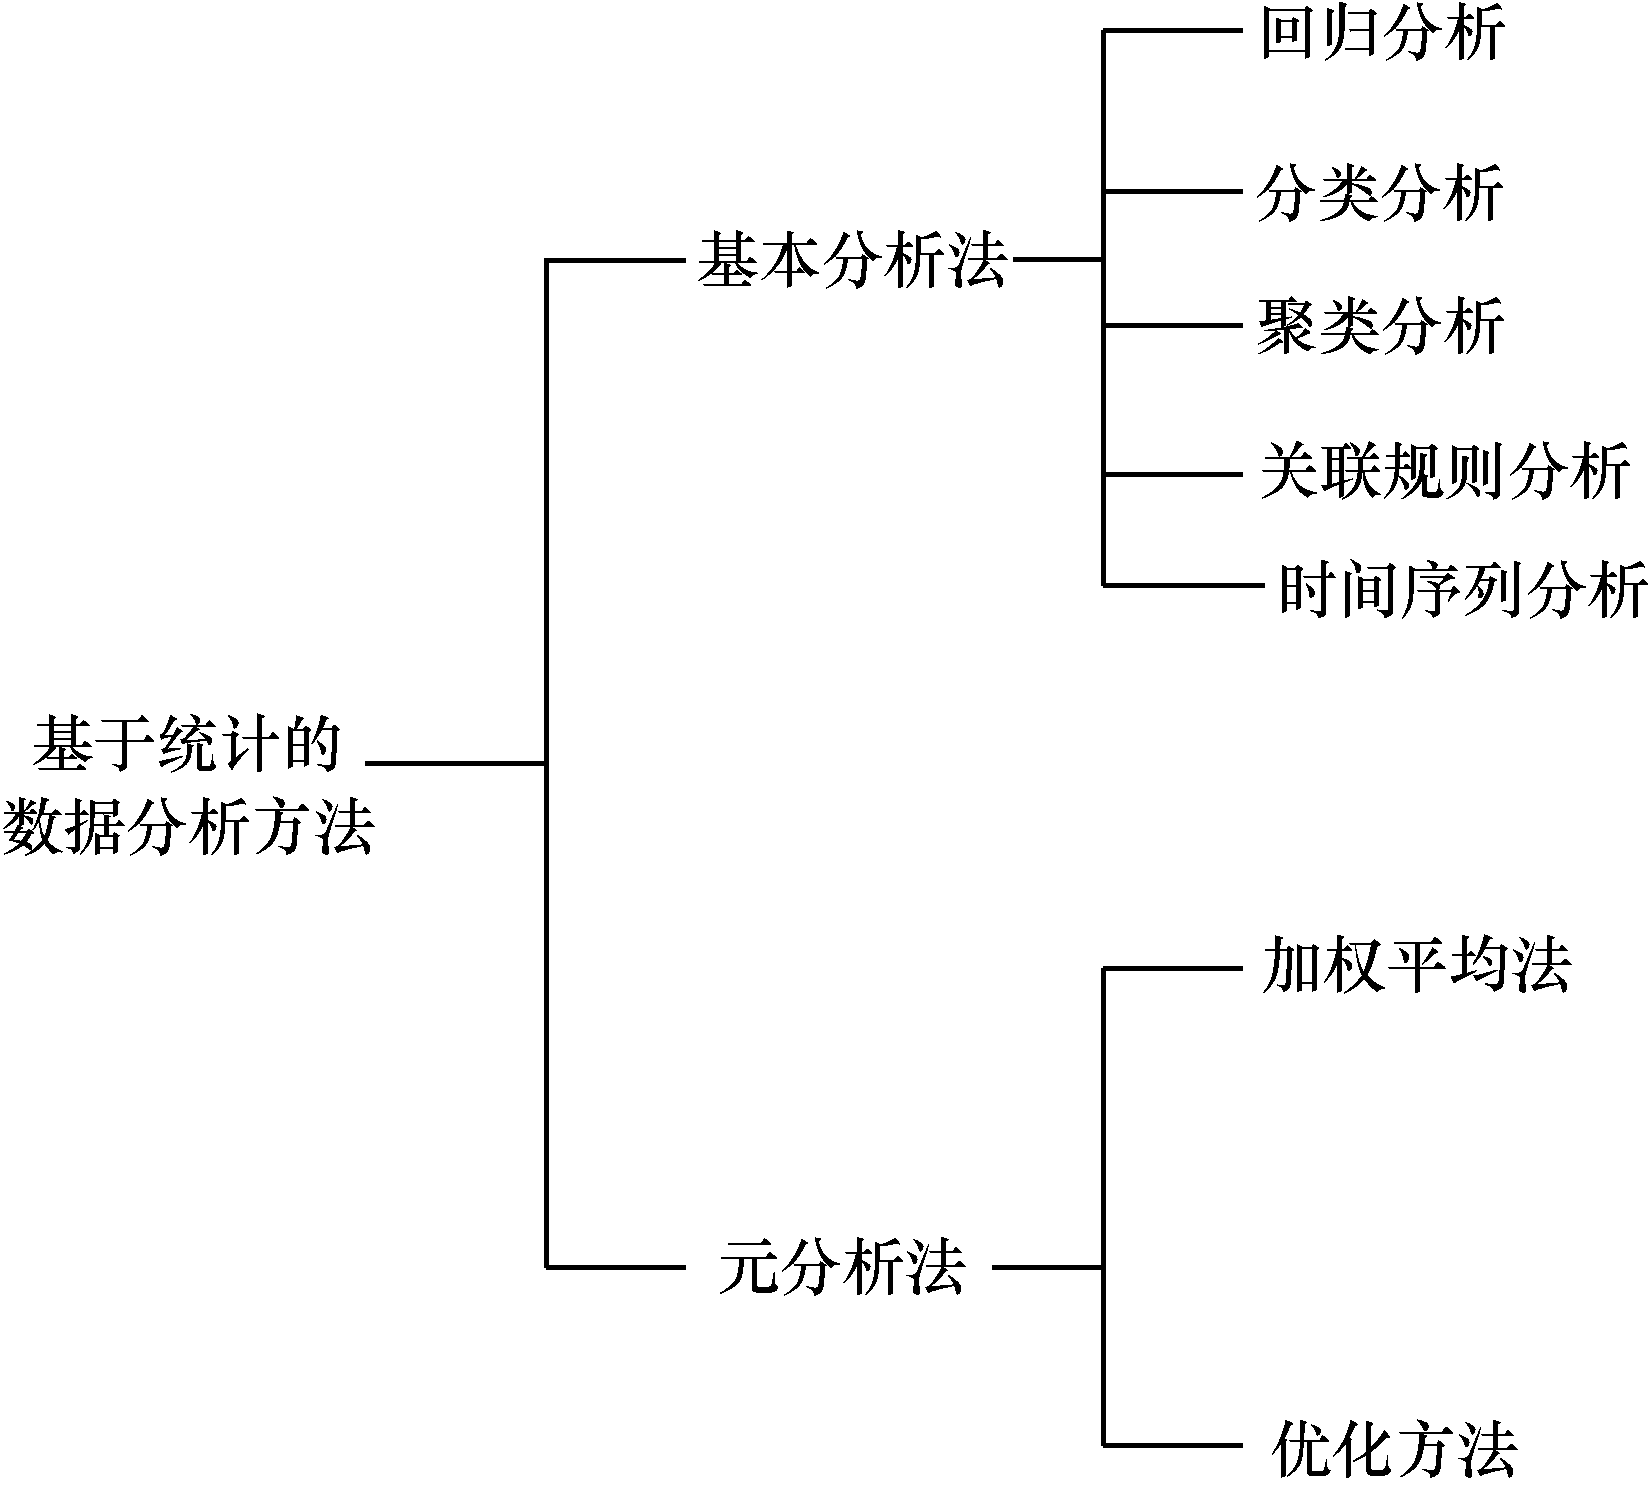 回归分析
分类分析
基本分析法
聚类分析
关联规则分析
时间序列分析
基于统计的
数据分析方法
加权平均法
元分析法
优化方法